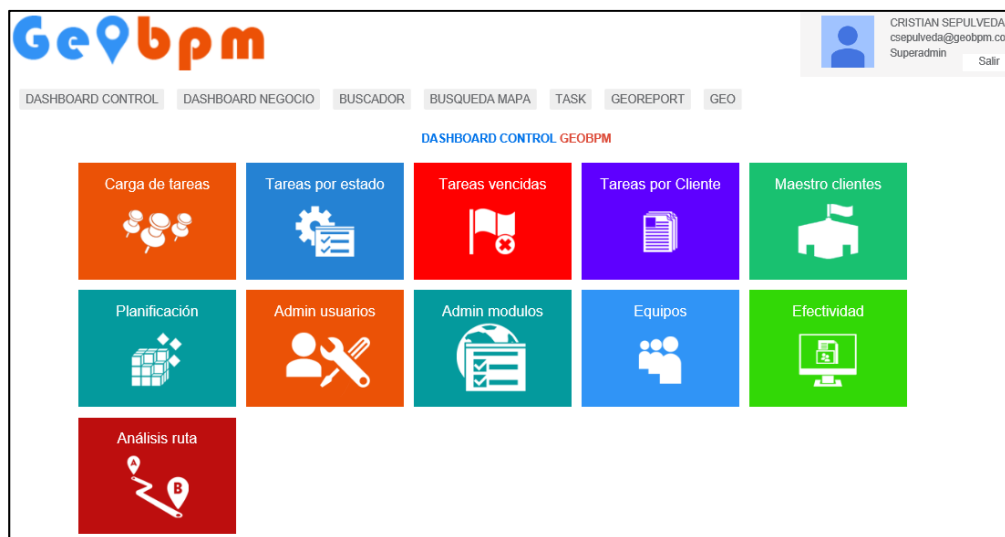 Geobpm
CRISTIAN SEPULVEDA
csepulveda@geobpm.co
Superadmin
Salir
DASHBOARD CONTROL DASHBOARD NEGOCIO BUSCADOR BUSQUEDA MAPA TASK GEOREPORT GEO
DASHBOARD CONTROL GEOBPM
Carga de tareas Tareas por estado Tareas vencidas Tareas por Cliente Maestro clientes
Planificación Admin usuarios Admin modulos Equipos Efectividad
Análisis ruta
A
B